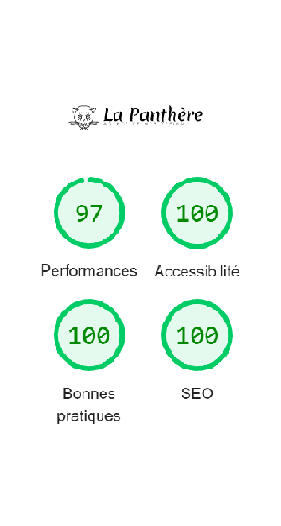 La Panthère
97
100
Performances
Accessibilité
100
100
Bonnes
pratiques
SEO